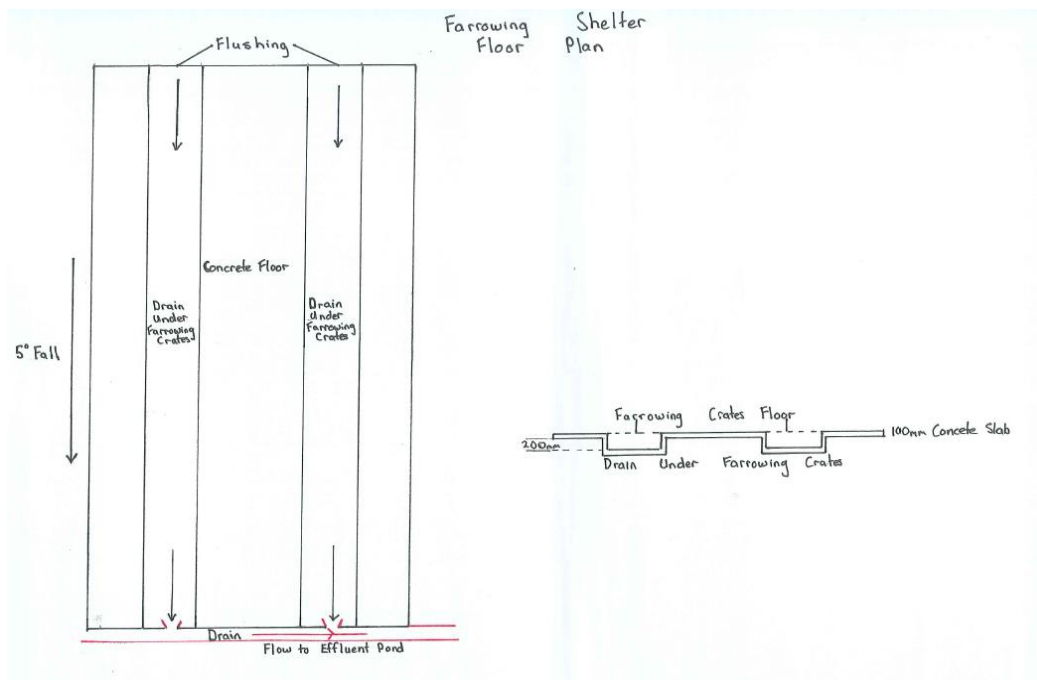 Farrowing Shelter
Floor Plan
Flushing
Concrete Floor
Drain
Under
Farrowing
Crates
Drain
Under
Farrowing
Crates
5° Fall
Farrowing Crates Floor
100mm Concete Slab
200mm
Drain Under Farrowing Crates
Drain
Flow to Effluent Pond